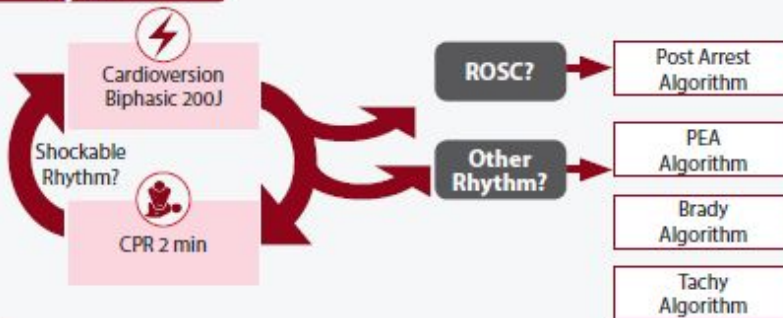 Cardioversion
Biphasic 200J
Shockable
Rhythm?
CPR 2 min
ROSC?
Other
Rhythm?
Post Arrest
Algorithm
PEA
Algorithm
Brady
Algorithm
Tachy
Algorithm